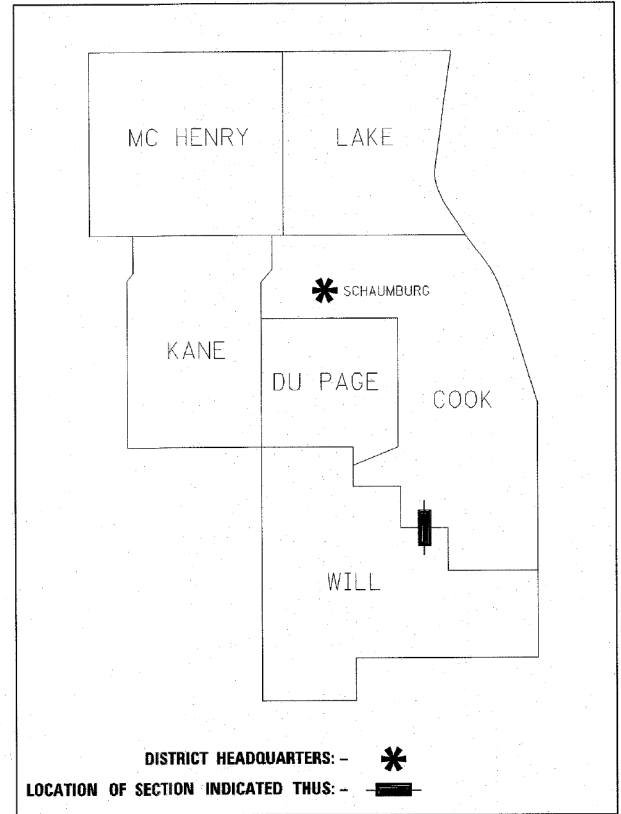 MC HENRY
LAKE
SCHAUMBURG
KANE
DU PAGE
COOK
WILL
DISTRICT HEADQUARTERS: -
LOCATION OF SECTION INDICATED THUS: -